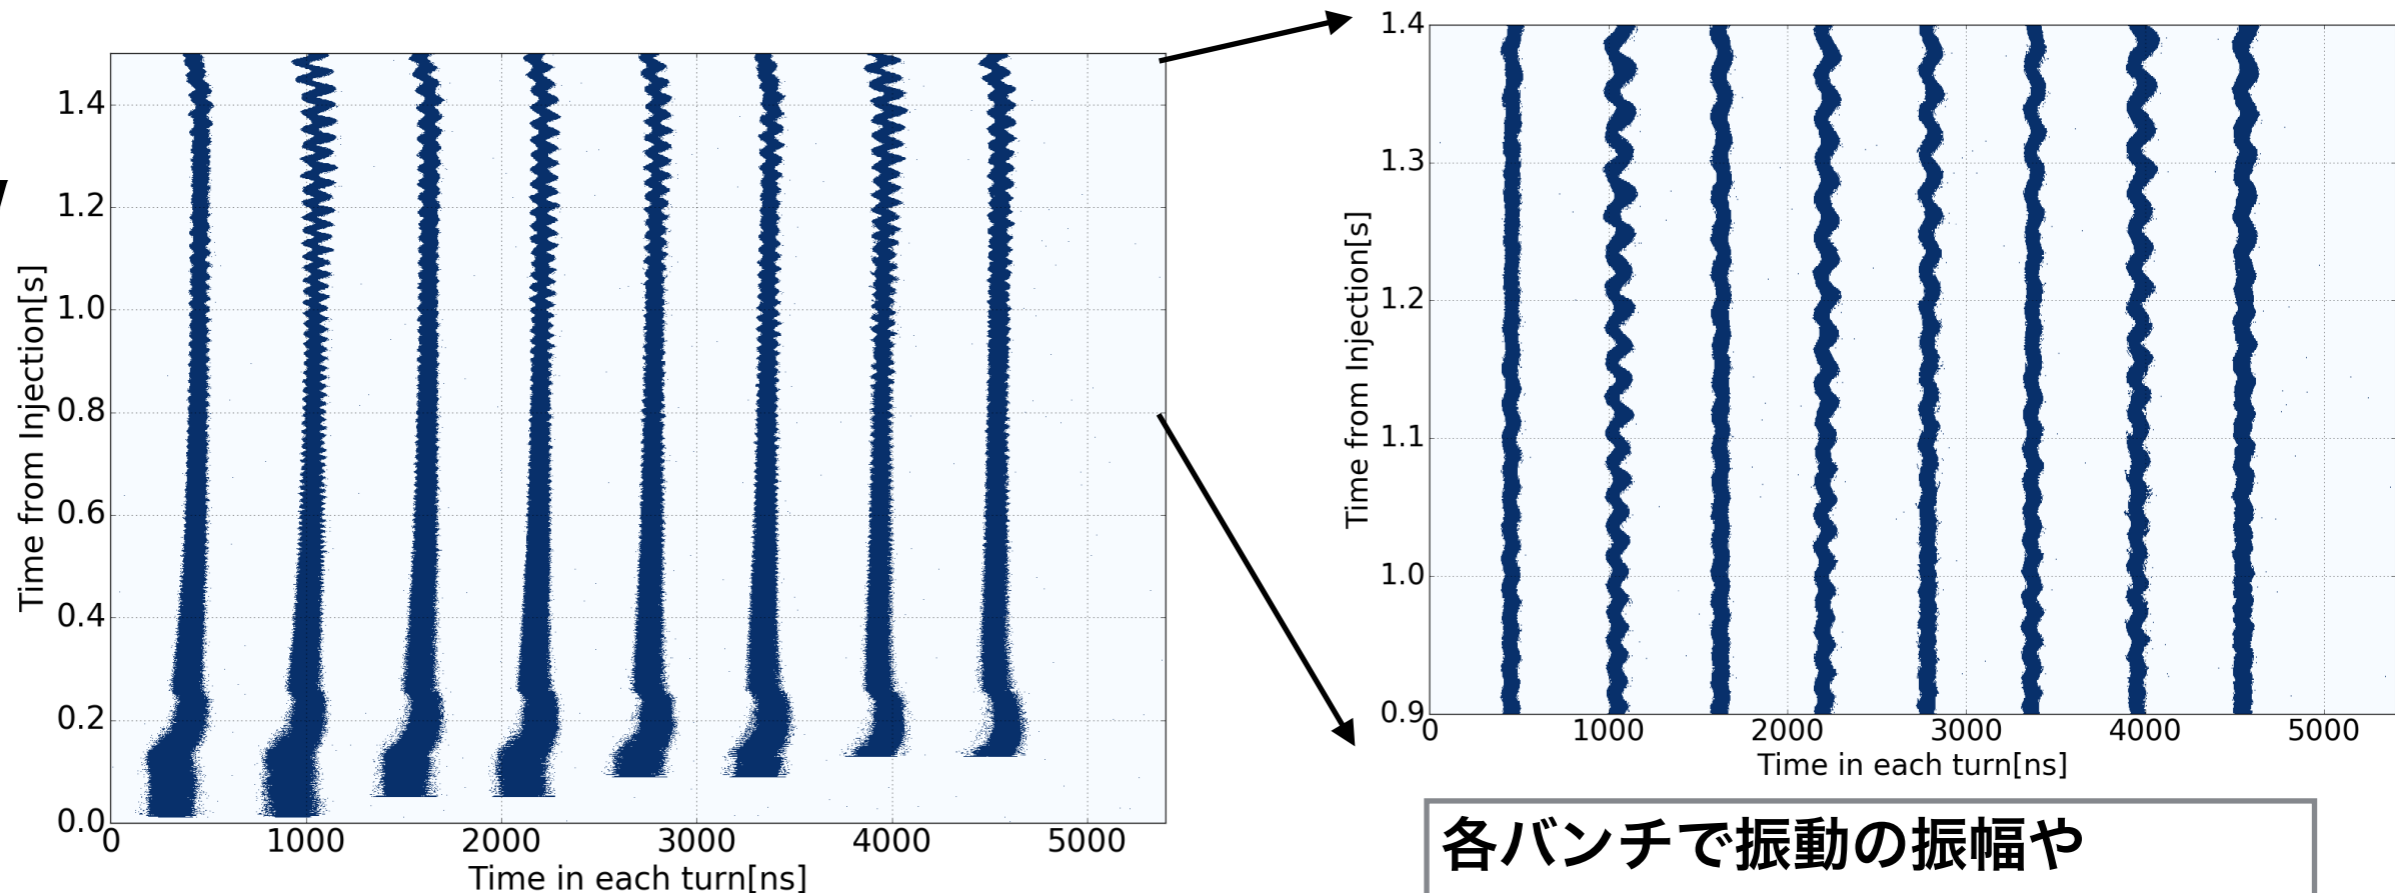 Time from Injection[s]
1.4
1.2
1.0
0.8
0.6
0.4
0.2
0.0
0 1000 2000 3000 4000 5000
Time in each turn[ns]
Time from Injection[s]
1.4
1.3
1.2
1.1
1.0
0.9
0 1000 2000 3000 4000 5000
Time in each turn[ns]
各バンチで振動の振幅や